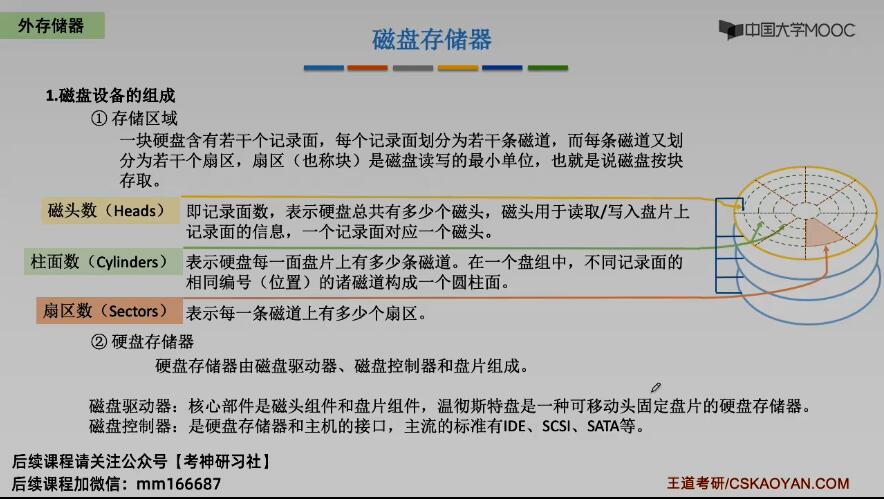 外存储器
磁盘存储器
中国大学MOOC
1.磁盘设备的组成
① 存储区域
一块硬盘含有若干个记录面，每个记录面划分为若干条磁道，而每条磁道又划
分为若干个扇区，扇区（也称块）是磁盘读写的最小单位，也就是说磁盘按块
存取。
磁头数（Heads） 即记录面数，表示硬盘总共有多少个磁头，磁头用于读取/写入盘片上
记录面的信息，一个记录面对应一个磁头。
柱面数（Cylinders） 表示硬盘每一面盘片上有多少条磁道。在一个盘组中，不同记录面的
相同编号（位置）的诸磁道构成一个圆柱面。
扇区数（Sectors） 表示每一条磁道上有多少个扇区。
② 硬盘存储器
硬盘存储器由磁盘驱动器、磁盘控制器和盘片组成。
磁盘驱动器：核心部件是磁头组件和盘片组件，温彻斯特盘是一种可移动头固定盘片的硬盘存储器。
磁盘控制器：是硬盘存储器和主机的接口，主流的标准有IDE、SCSI、SATA等。
后续课程请关注公众号【考神研习社】
后续课程加微信：mm166687
王道考研/CSKAOYAN.COM